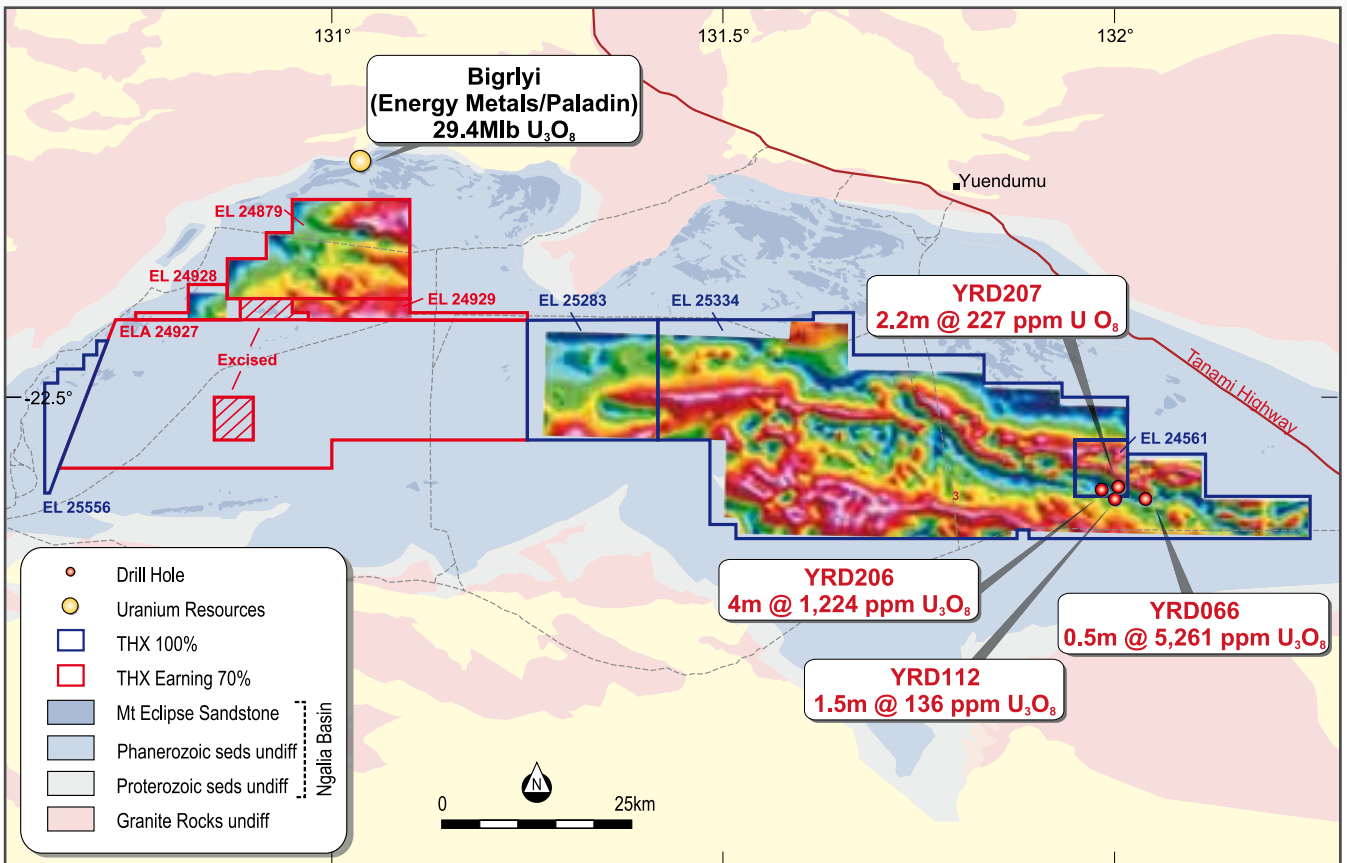 131°
131.5°
132°
Bigrlyi
(Energy Metals/Paladin)
29.4Mlb U₃O₈
Yuendumu
EL 24879
EL 24928
EL 24929
ELA 24927
Excised
EL 25283
EL 25334
YRD207
2.2m @ 227 ppm U O₈
Tanami Highway
-22.5°
EL 24561
EL 25556
3
YRD206
4m @ 1,224 ppm U₃O₈
YRD066
0.5m @ 5,261 ppm U₃O₈
YRD112
1.5m @ 136 ppm U₃O₈
Drill Hole
Uranium Resources
THX 100%
THX Earning 70%
Mt Eclipse Sandstone
Phanerozoic seds undiff
Proterozoic seds undiff
Granite Rocks undiff
Ngalia Basin
N
0 25km